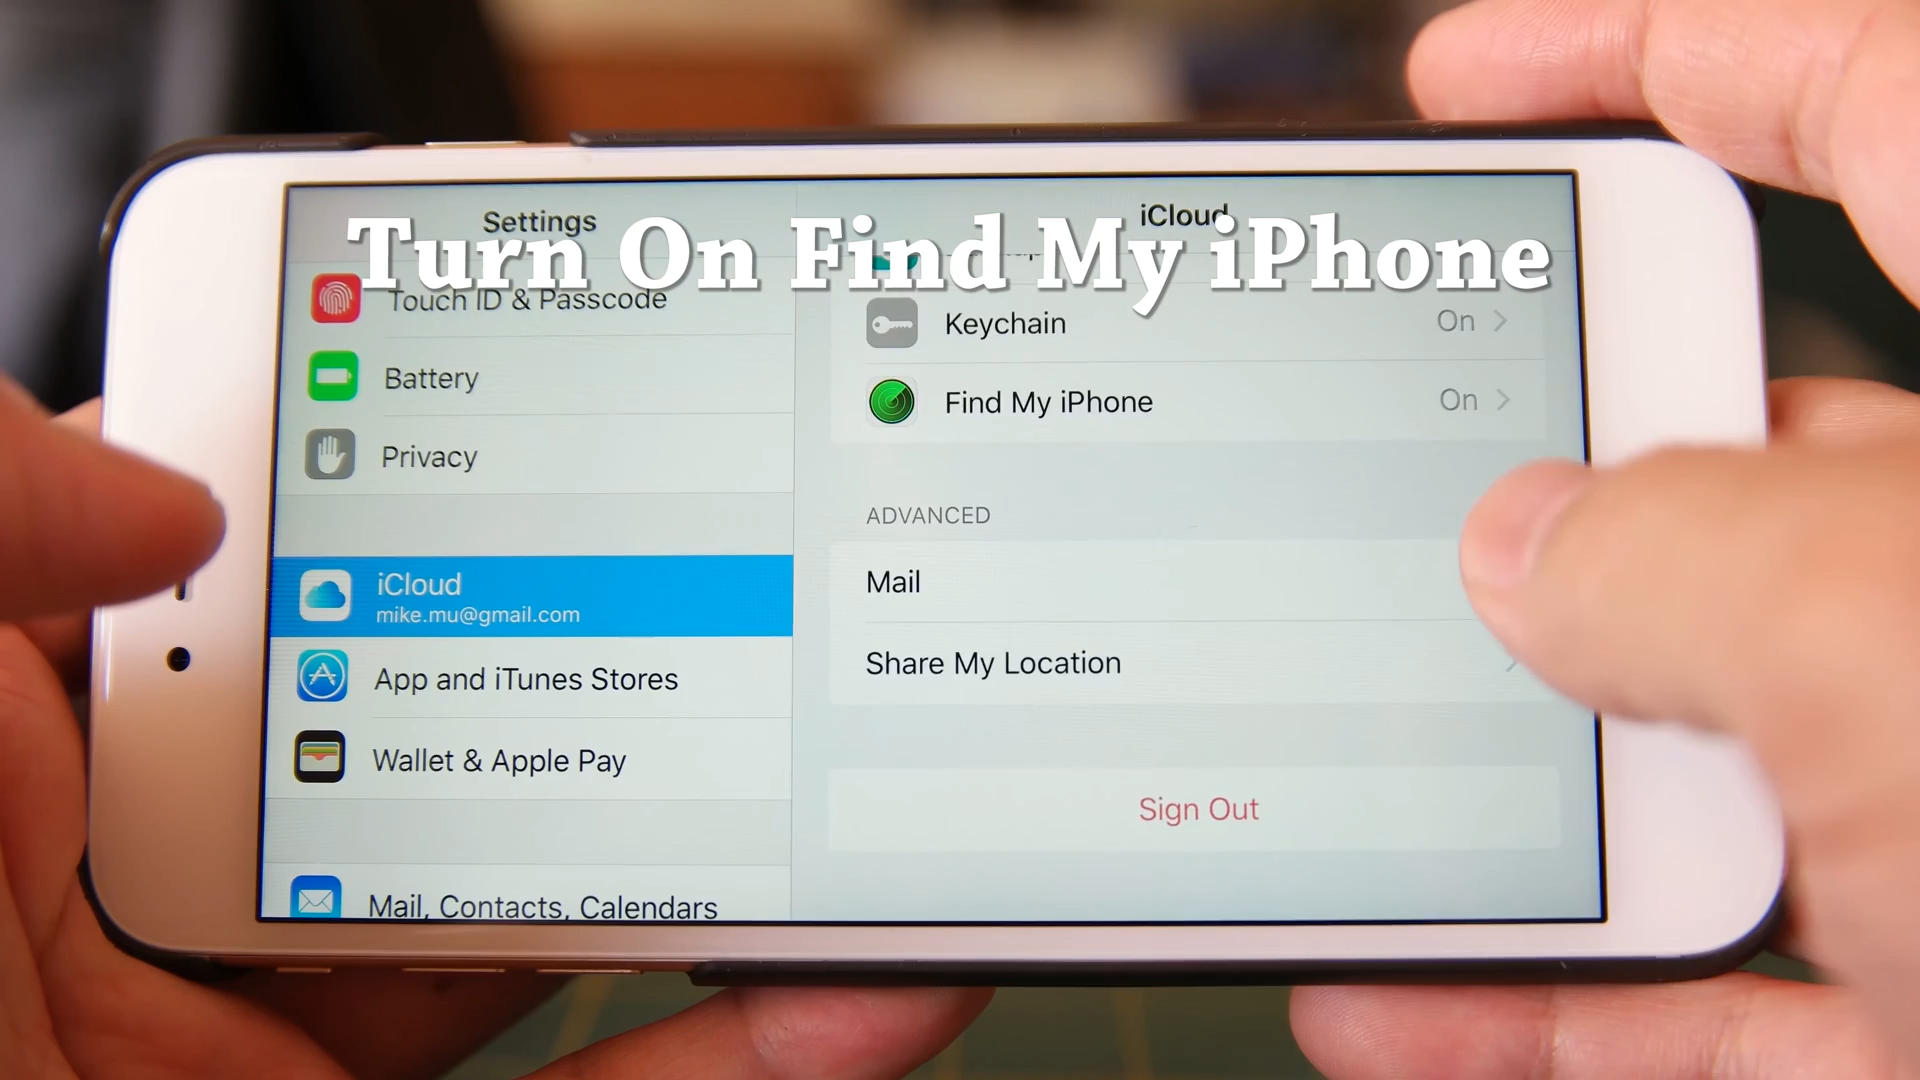 Turn On Find My iPhone
Settings
Touch ID & Passcode
Battery
Privacy
iCloud
mike.mu@gmail.com
App and iTunes Stores
Wallet & Apple Pay
Mail, Contacts, Calendars
iCloud
Keychain On
Find My iPhone On
ADVANCED
Mail
Share My Location
Sign Out